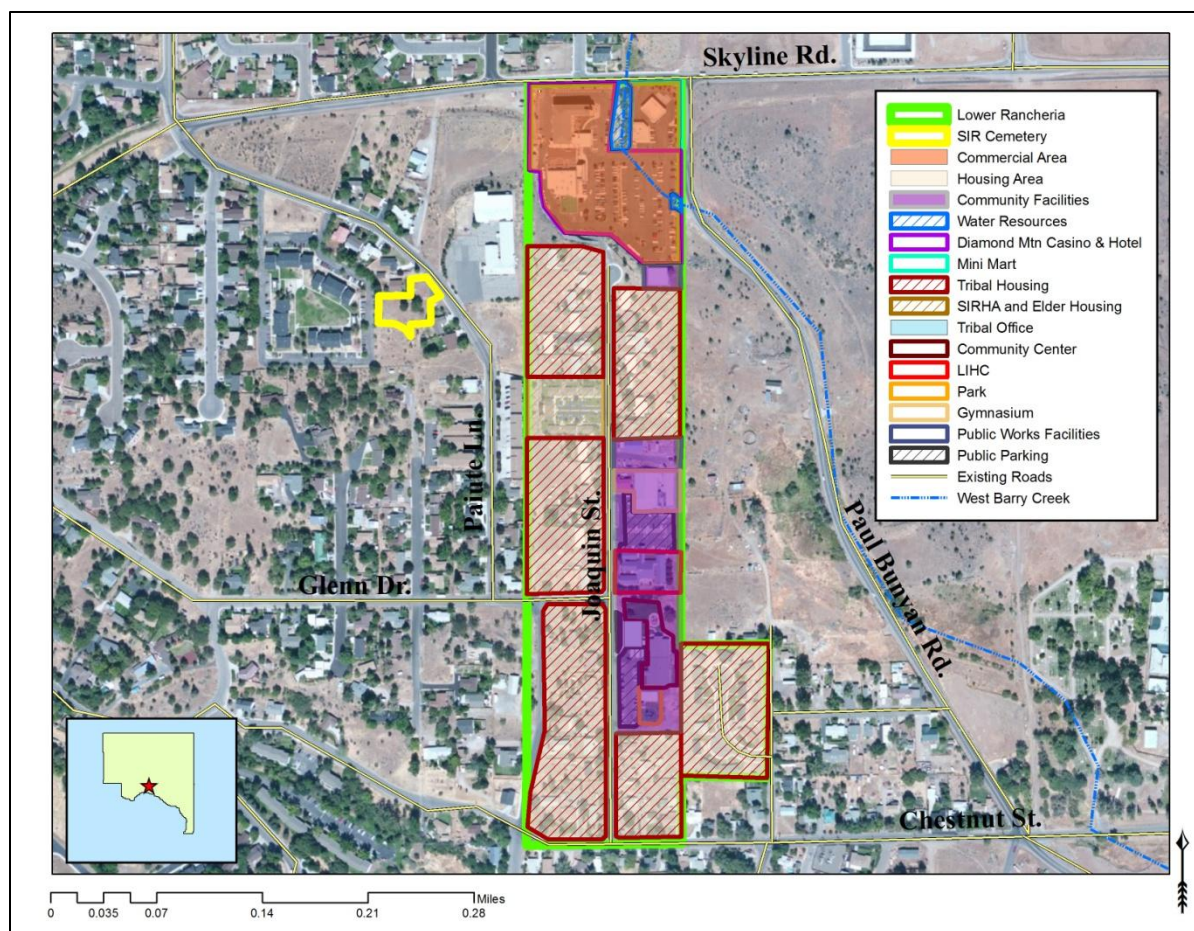 Skyline Rd.
Lower Rancheria
SIR Cemetery
Commercial Area
Housing Area
Community Facilities
Water Resources
Diamond Mtn Casino & Hotel
Mini Mart
Tribal Housing
SIRHA and Elder Housing
Tribal Office
Community Center
LIHC
Park
Gymnasium
Public Works Facilities
Public Parking
Existing Roads
West Barry Creek
Paiute Ln.
Joaquin St.
Paul Bunyan Rd.
Glenn Dr.
Chestnut St.
Miles
0 0.035 0.07 0.14 0.21 0.28